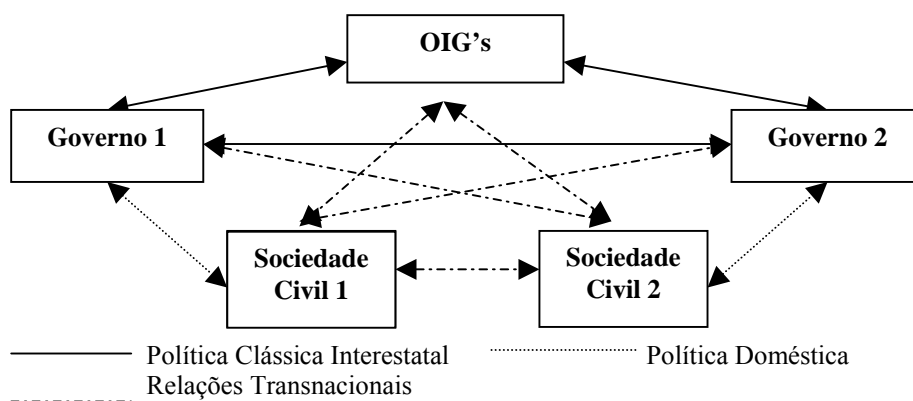 OIG’s
Governo 1
Governo 2
Sociedade
Civil 1
Sociedade
Civil 2
Política Clássica Interestatal
Política Doméstica
Relações Transnacionais